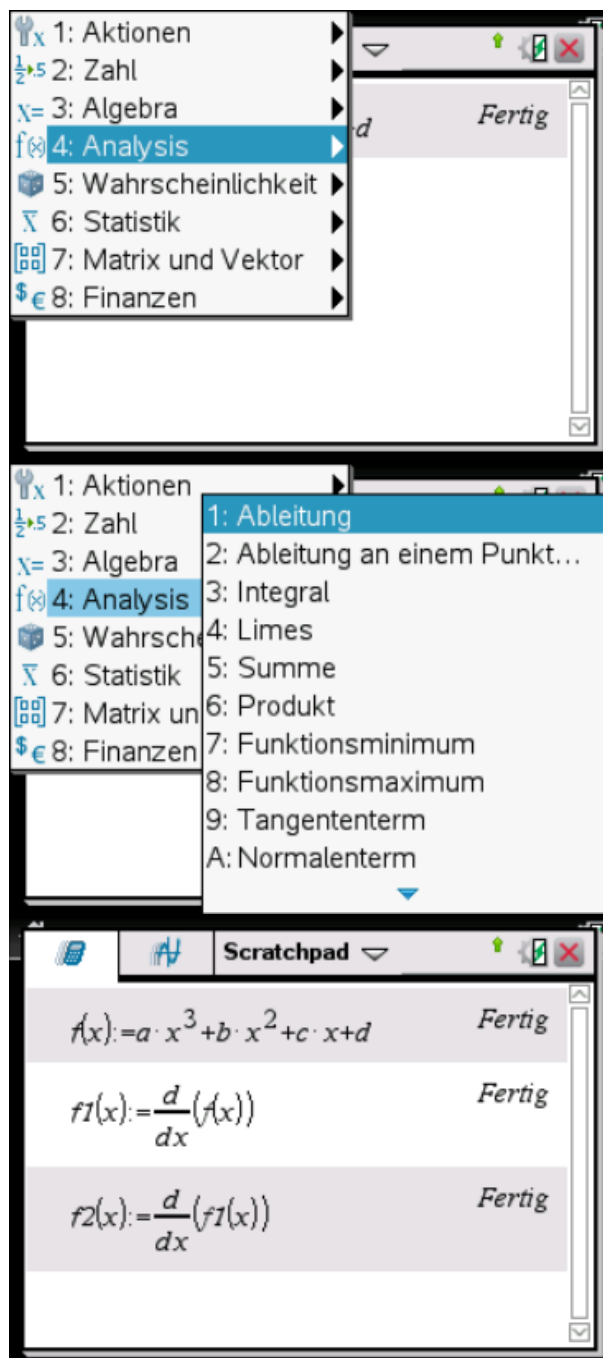 1: Aktionen
2: Zahl
3: Algebra
4: Analysis
5: Wahrscheinlichkeit
6: Statistik
7: Matrix und Vektor
8: Finanzen
d
Fertig
1: Aktionen
2: Zahl
3: Algebra
4: Analysis
5: Wahrsche
6: Statistik
7: Matrix un
8: Finanzen
1: Ableitung
2: Ableitung an einem Punkt...
3: Integral
4: Limes
5: Summe
6: Produkt
7: Funktionsminimum
8: Funktionsmaximum
9: Tangententerm
A: Normalenterm
Scratchpad
f(x):=a·x³+b·x²+c·x+d Fertig
f1(x):=d/dx(f(x)) Fertig
f2(x):=d/dx(f1(x)) Fertig